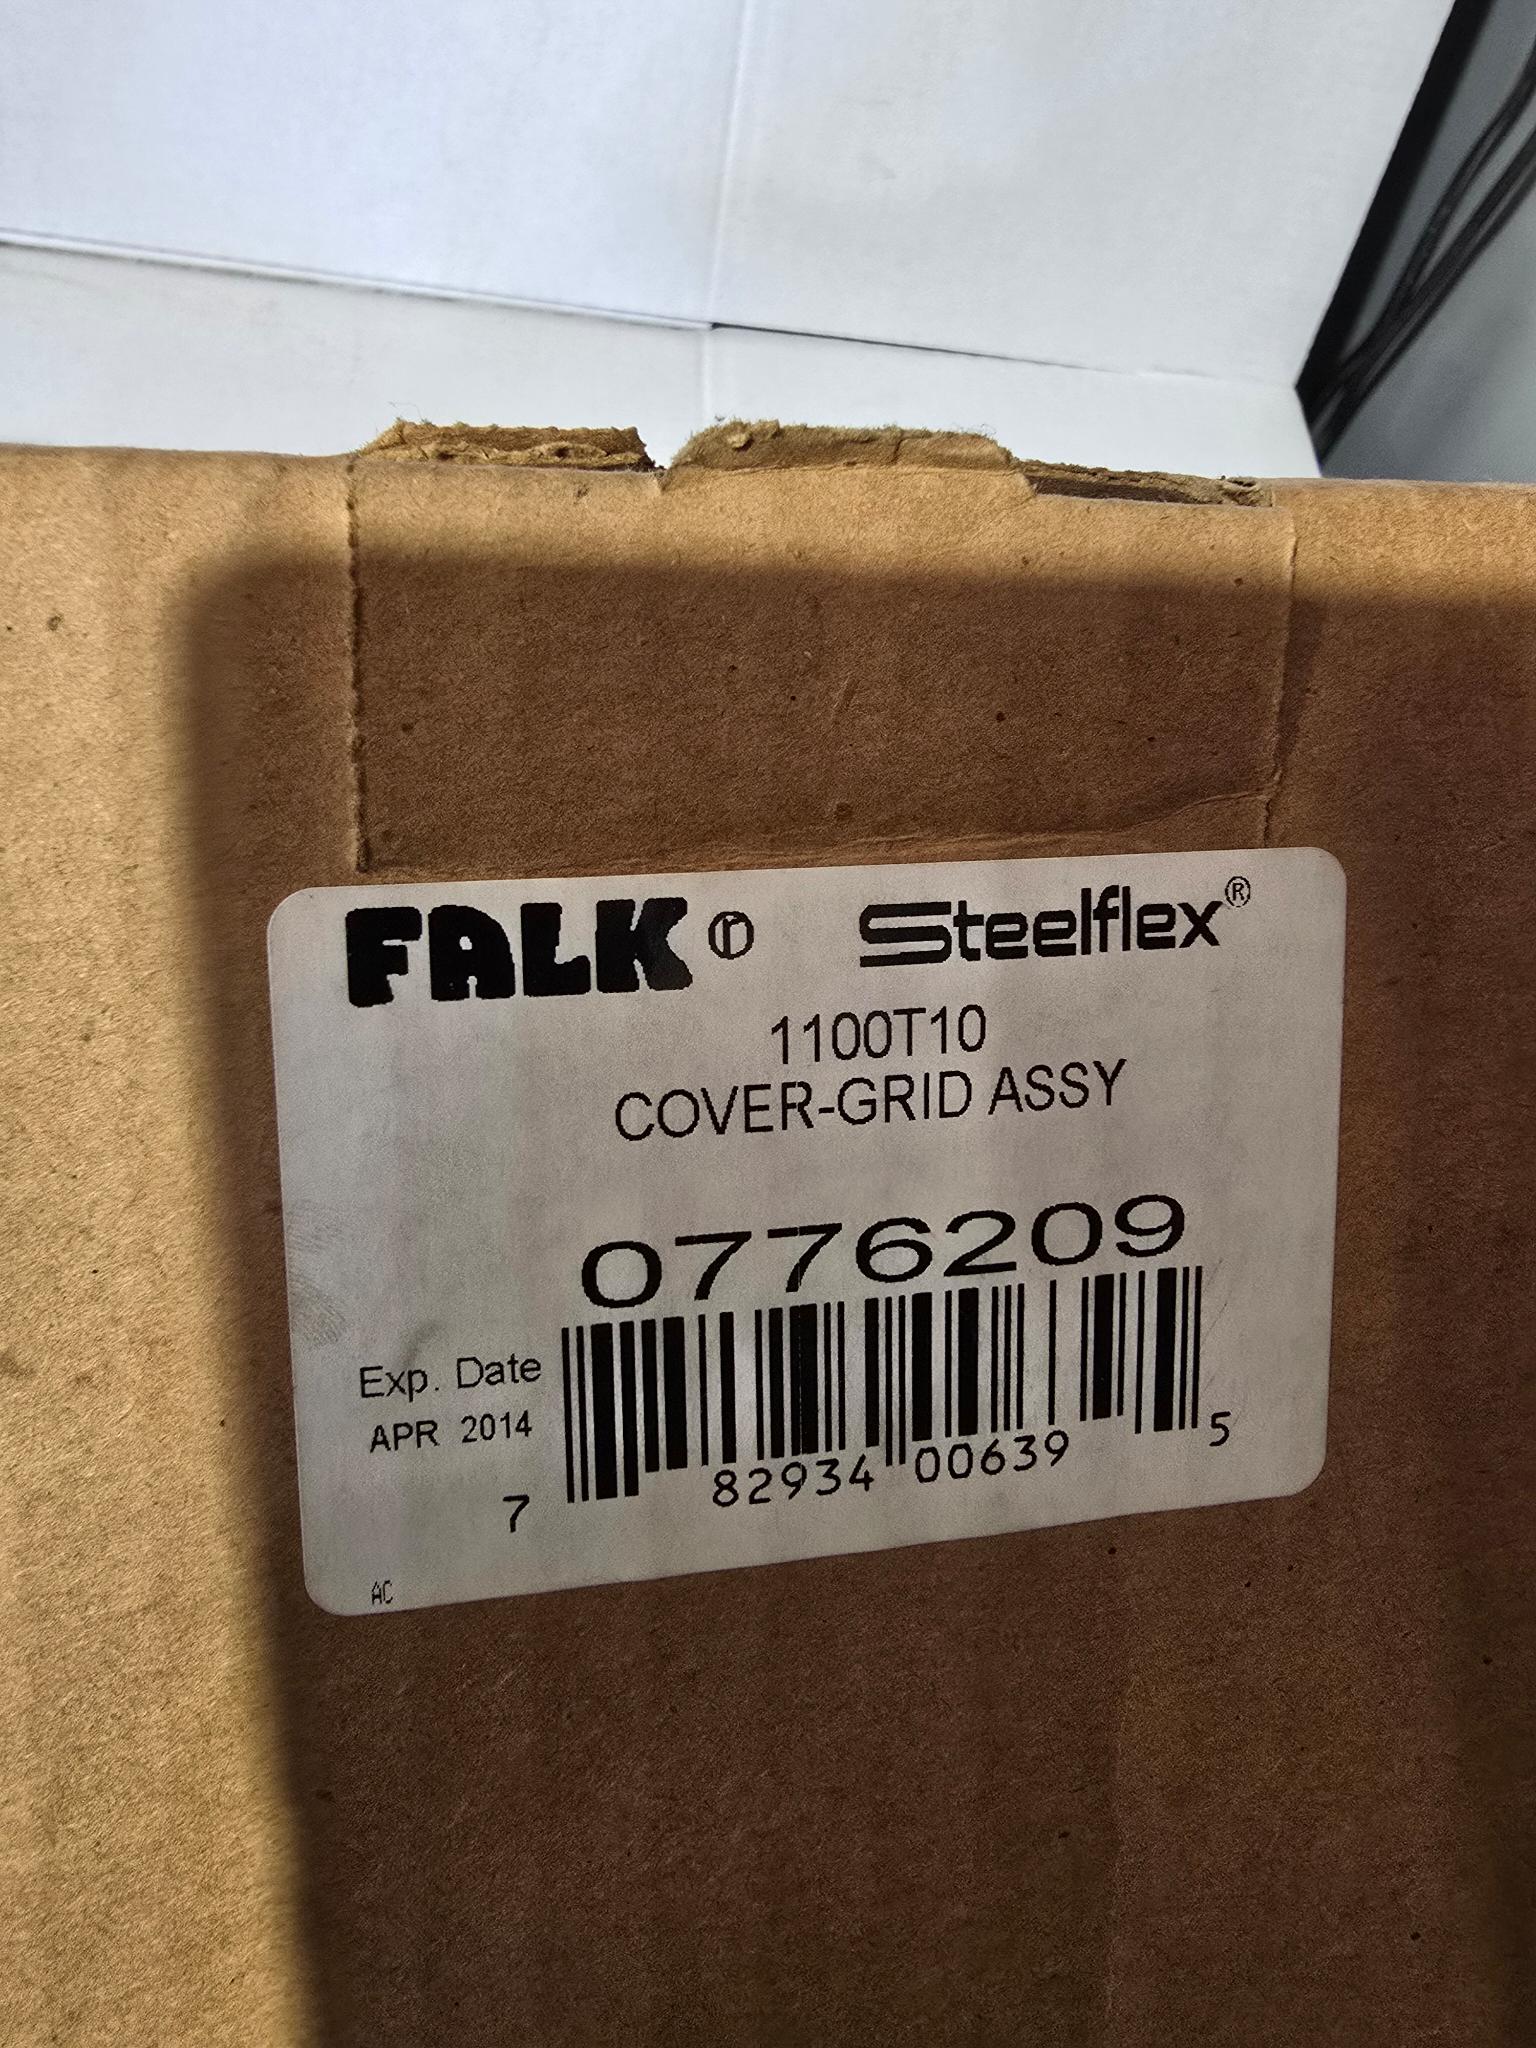 FALK ® Steelflex®
1100T10
COVER-GRID ASSY
0776209
Exp. Date
APR 2014
7 82934 00639 5
AC